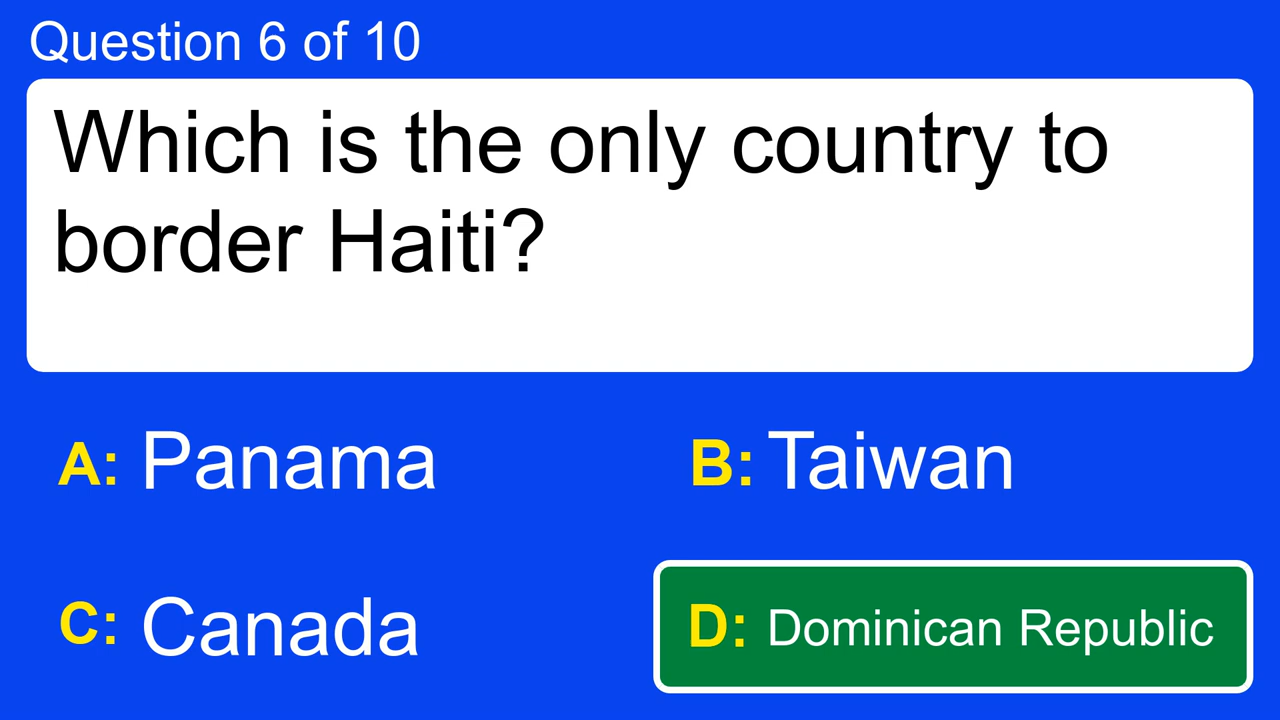 Question 6 of 10
Which is the only country to
border Haiti?
A: Panama
B: Taiwan
C: Canada
D: Dominican Republic